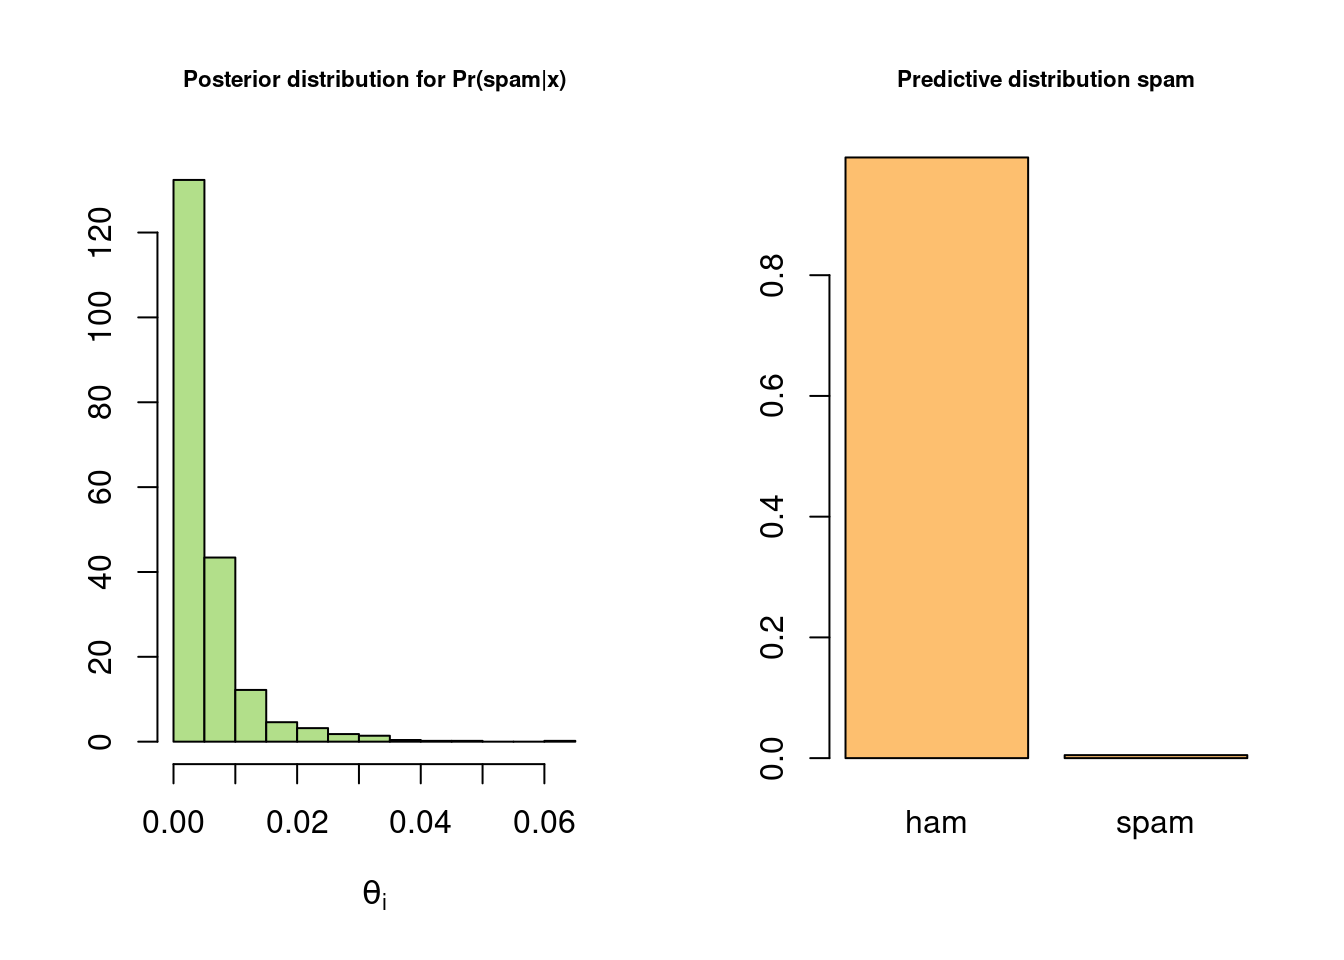 Posterior distribution for Pr(spam|x)
120
100
80
60
40
20
0
0.00 0.02 0.04 0.06
θi
Predictive distribution spam
0.8
0.6
0.4
0.2
0.0
ham spam